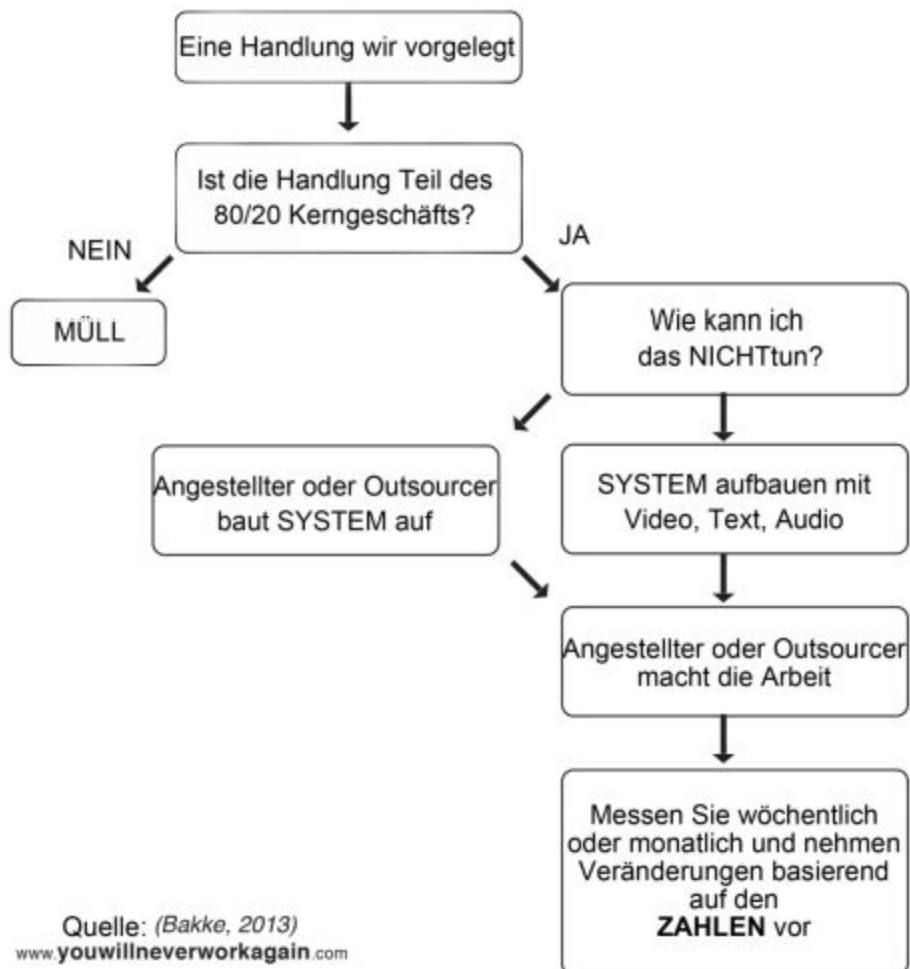 Eine Handlung wir vorgelegt
Ist die Handlung Teil des
80/20 Kerngeschäfts?
NEIN
JA
MÜLL
Wie kann ich
das NICHTtun?
Angestellter oder Outsourcer
baut SYSTEM auf
SYSTEM aufbauen mit
Video, Text, Audio
Angestellter oder Outsourcer
macht die Arbeit
Messen Sie wöchentlich
oder monatlich und nehmen
Veränderungen basierend
auf den
ZAHLEN vor
Quelle: (Bakke, 2013)
www.youwillneverworkagain.com